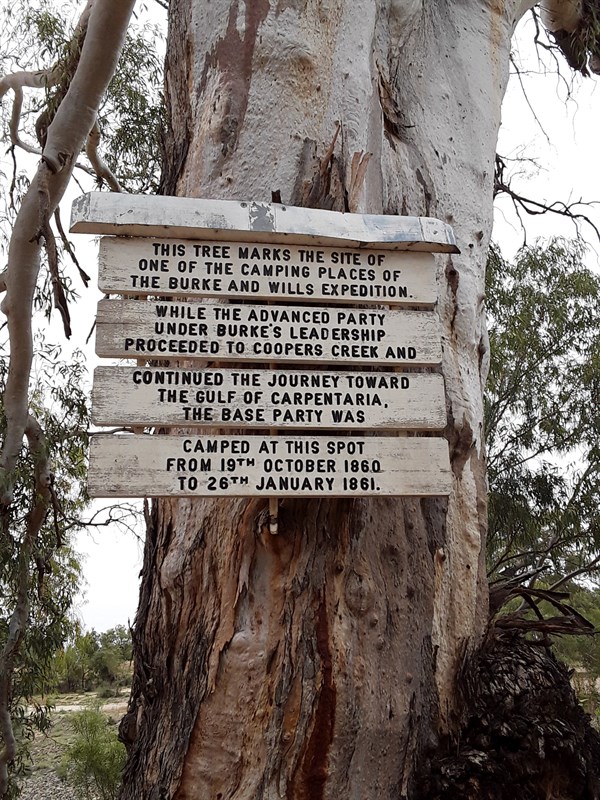 THIS TREE MARKS THE SITE OF
ONE OF THE CAMPING PLACES OF
THE BURKE AND WILLS EXPEDITION.
WHILE THE ADVANCED PARTY
UNDER BURKE'S LEADERSHIP
PROCEEDED TO COOPERS CREEK AND
CONTINUED THE JOURNEY TOWARD
THE GULF OF CARPENTARIA,
THE BASE PARTY WAS
CAMPED AT THIS SPOT
FROM 19TH OCTOBER 1860
TO 26TH JANUARY 1861.